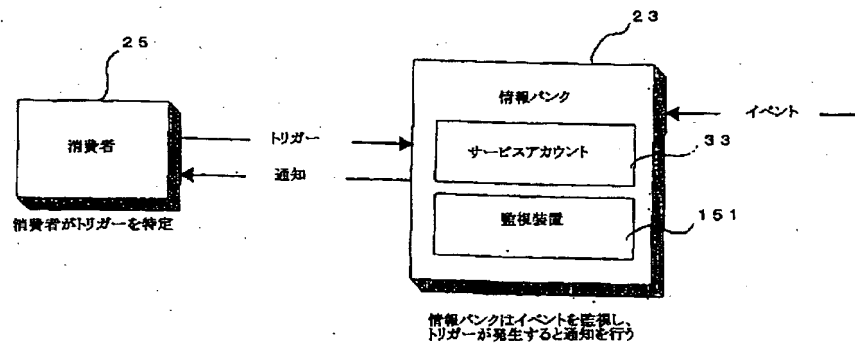 25
23
消費者
トリガー
通知
情報バンク
サービスアカウント
監視装置
イベント
33
151
消費者がトリガーを特定
情報バンクはイベントを監視し、
トリガーが発生すると通知を行う